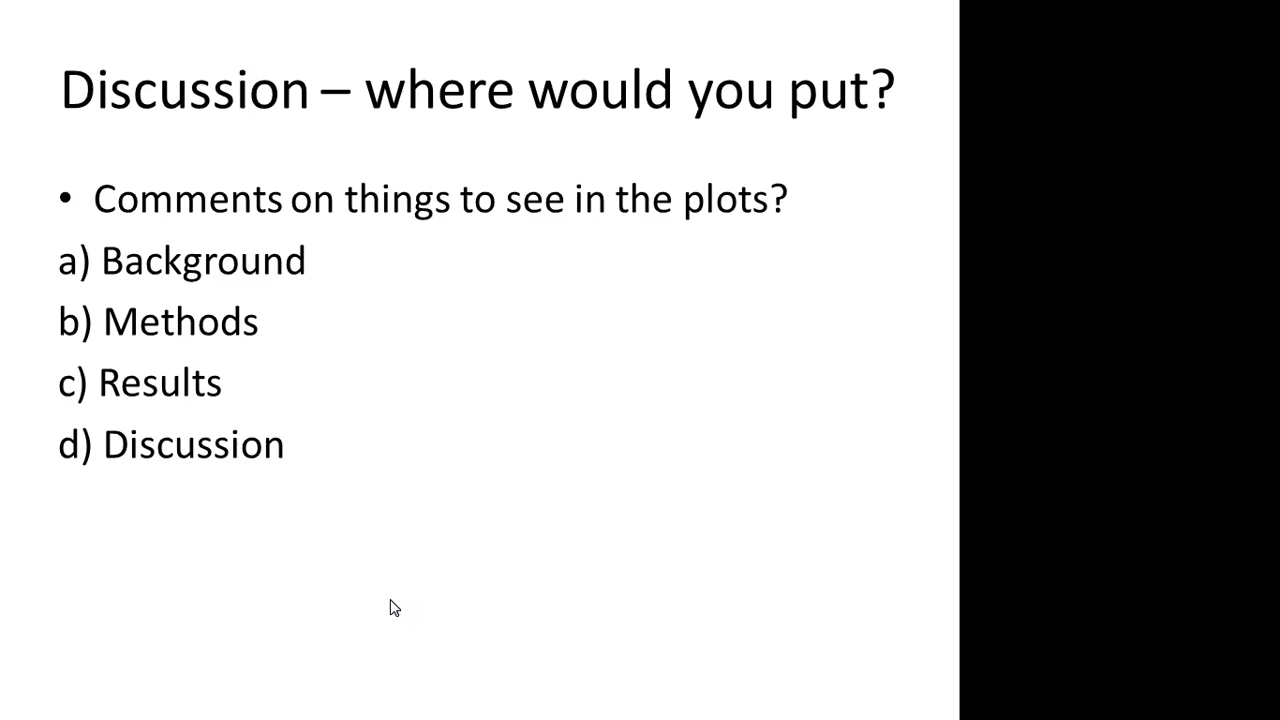 Discussion – where would you put?
• Comments on things to see in the plots?
a) Background
b) Methods
c) Results
d) Discussion